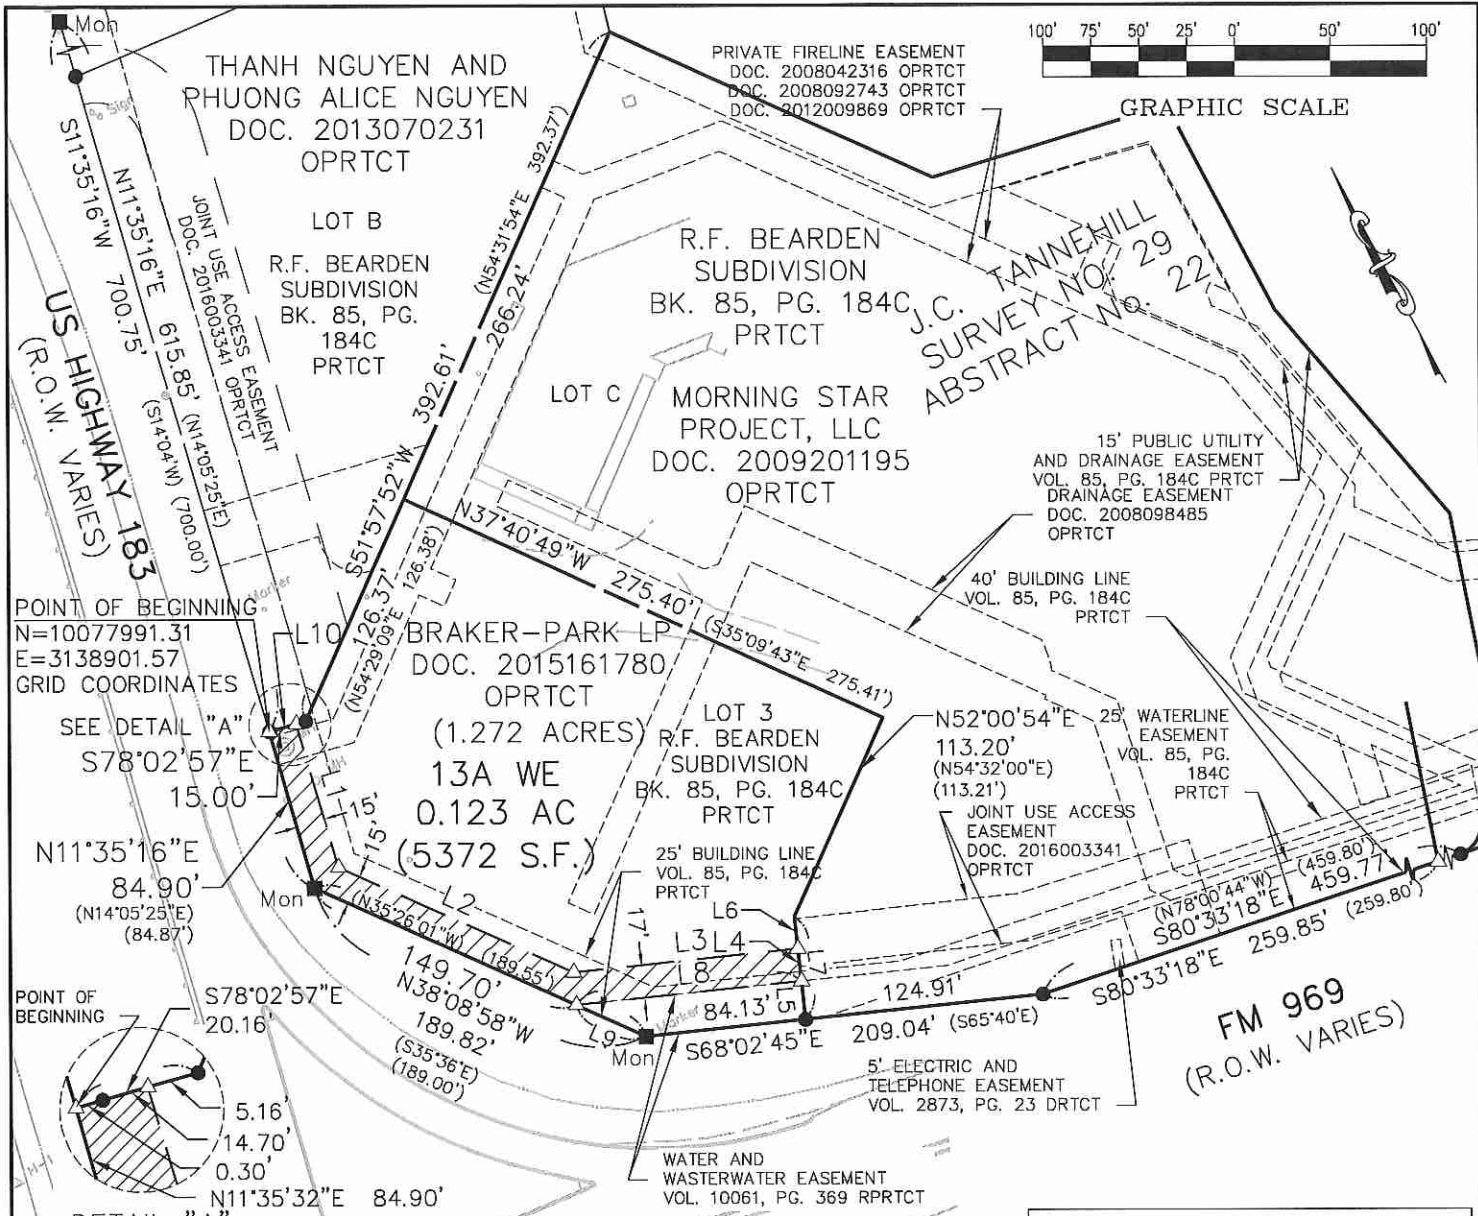 Mon
THANH NGUYEN AND
PHUONG ALICE NGUYEN
DOC. 2013070231
OPRTCT
LOT B
R.F. BEARDEN
SUBDIVISION
BK. 85, PG.
184C
PRTCT
Sign
S11°35'16"W 700.75'
N11°35'16"E 615.85'
(S14°04'W) (700.00')
(N14°05'25"E)
JOINT USE ACCESS EASEMENT
DOC. 2016003341 OPRTCT
US HIGHWAY 183
(R.O.W. VARIES)
PRIVATE FIRELINE EASEMENT
DOC. 2008042316 OPRTCT
DOC. 2008092743 OPRTCT
DOC. 2012009869 OPRTCT
100' 75' 50' 25' 0' 50' 100'
GRAPHIC SCALE
(N54°31'54"E 392.37')
266.24'
S51°57'52"W 392.61'
R.F. BEARDEN
SUBDIVISION
BK. 85, PG. 184C
PRTCT
LOT C
MORNING STAR
PROJECT, LLC
DOC. 2009201195
OPRTCT
J.C. TANNEHILL
SURVEY NO. 29
ABSTRACT No. 22
15' PUBLIC UTILITY
AND DRAINAGE EASEMENT
VOL. 85, PG. 184C PRTCT
DRAINAGE EASEMENT
DOC. 2008098485
OPRTCT
40' BUILDING LINE
VOL. 85, PG. 184C
PRTCT
N37°40'49"W 275.40'
(S35°09'43"E 275.41')
126.37'
(N54°29'09"E 126.38')
Marker
POINT OF BEGINNING
N=10077991.31
E=3138901.57
GRID COORDINATES
L10
SEE DETAIL "A"
S78°02'57"E
15.00'
MH
N11°35'16"E
84.90'
(N14°05'25"E)
(84.87')
Mon
15'
15'
BRAKER-PARK LP
DOC. 2015161780
OPRTCT
(1.272 ACRES)
13A WE
0.123 AC
(5372 S.F.)
LOT 3
R.F. BEARDEN
SUBDIVISION
BK. 85, PG. 184C
PRTCT
25' BUILDING LINE
VOL. 85, PG. 184C
PRTCT
N52°00'54"E
113.20'
(N54°32'00"E)
(113.21')
25' WATERLINE
EASEMENT
VOL. 85, PG.
184C
PRTCT
JOINT USE ACCESS
EASEMENT
DOC. 2016003341
OPRTCT
L2
(N35°26'01"W)
(189.55')
149.70'
N38°08'58"W
189.82'
(S35°36'E)
(189.00')
17'
L6
L3 L4
L7
L8
L5
L9
Mon
Marker
84.13'
124.91'
S68°02'45"E 209.04' (S65°40'E)
(N78°00'44"W) (459.80')
S80°33'18"E 459.77'
S80°33'18"E 259.85' (259.80')
FM 969
(R.O.W. VARIES)
5' ELECTRIC AND
TELEPHONE EASEMENT
VOL. 2873, PG. 23 DRTCT
WATER AND
WASTERWATER EASEMENT
VOL. 10061, PG. 369 RPRTCT
POINT OF
BEGINNING
S78°02'57"E
20.16'
5.16'
14.70'
0.30'
N11°35'32"E 84.90'
DETAIL "A"